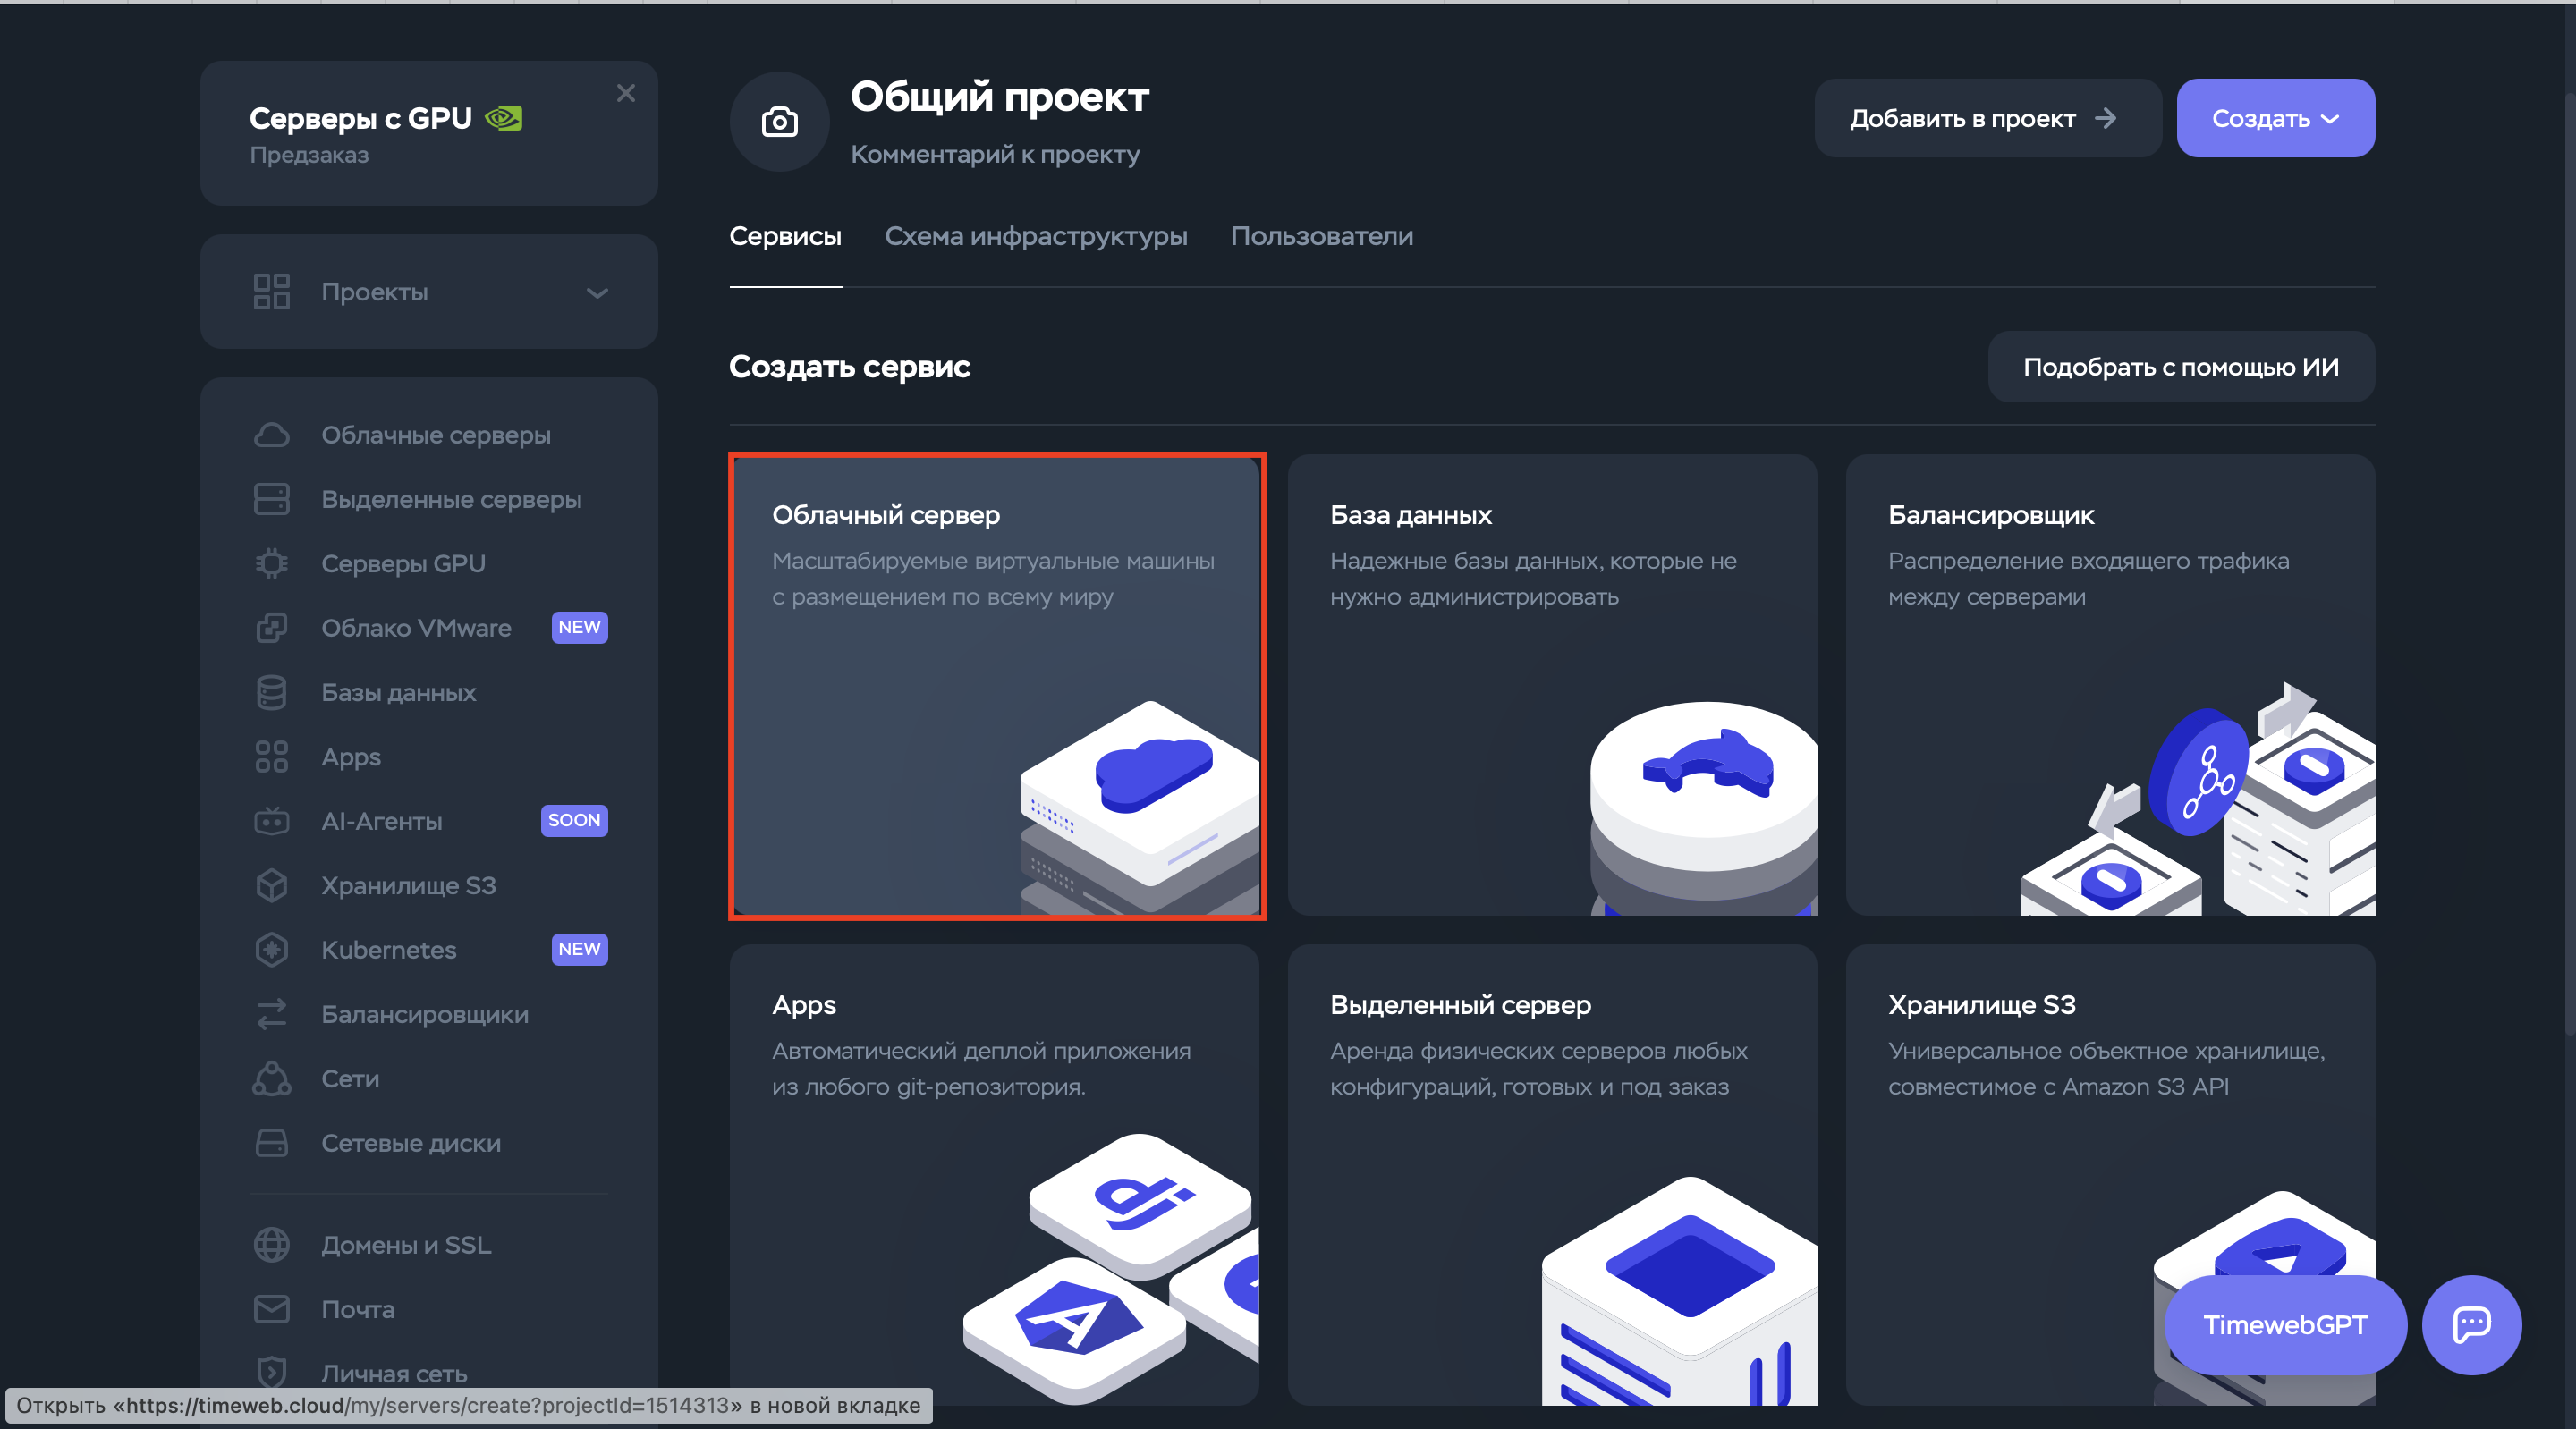 Серверы с GPU
Предзаказ
Проекты
Облачные серверы
Выделенные серверы
Серверы GPU
Облако VMware NEW
Базы данных
Apps
AI-Агенты SOON
Хранилище S3
Kubernetes NEW
Балансировщики
Сети
Сетевые диски
Домены и SSL
Почта
Личная сеть
Общий проект
Комментарий к проекту
Добавить в проект
Создать
Сервисы Схема инфраструктуры Пользователи
Создать сервис
Подобрать с помощью ИИ
Облачный сервер
Масштабируемые виртуальные машины
с размещением по всему миру
База данных
Надежные базы данных, которые не
нужно администрировать
Балансировщик
Распределение входящего трафика
между серверами
Apps
Автоматический деплой приложения
из любого git-репозитория.
dj
A
Выделенный сервер
Аренда физических серверов любых
конфигураций, готовых и под заказ
Хранилище S3
Универсальное объектное хранилище,
совместимое с Amazon S3 API
TimewebGPT
Открыть «https://timeweb.cloud/my/servers/create?projectId=1514313» в новой вкладке